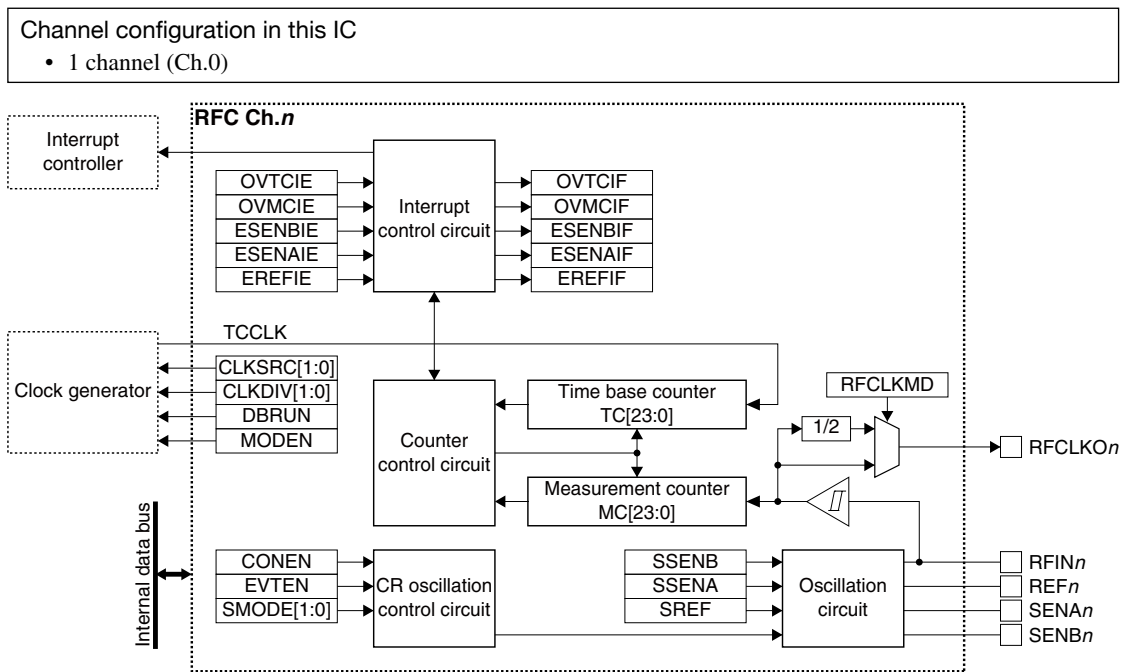 Channel configuration in this IC
• 1 channel (Ch.0)
RFC Ch.n
Interrupt
controller
OVTCIE
OVMCIE
ESENBIE
ESENAIE
EREFIE
Interrupt
control circuit
OVTCIF
OVMCIF
ESENBIF
ESENAIF
EREFIF
TCCLK
Clock generator
CLKSRC[1:0]
CLKDIV[1:0]
DBRUN
MODEN
Counter
control circuit
Time base counter
TC[23:0]
Measurement counter
MC[23:0]
RFCLKMD
1/2
RFCLKOn
Internal data bus
CONEN
EVTEN
SMODE[1:0]
CR oscillation
control circuit
SSENB
SSENA
SREF
Oscillation
circuit
RFINn
REFn
SENAn
SENBn